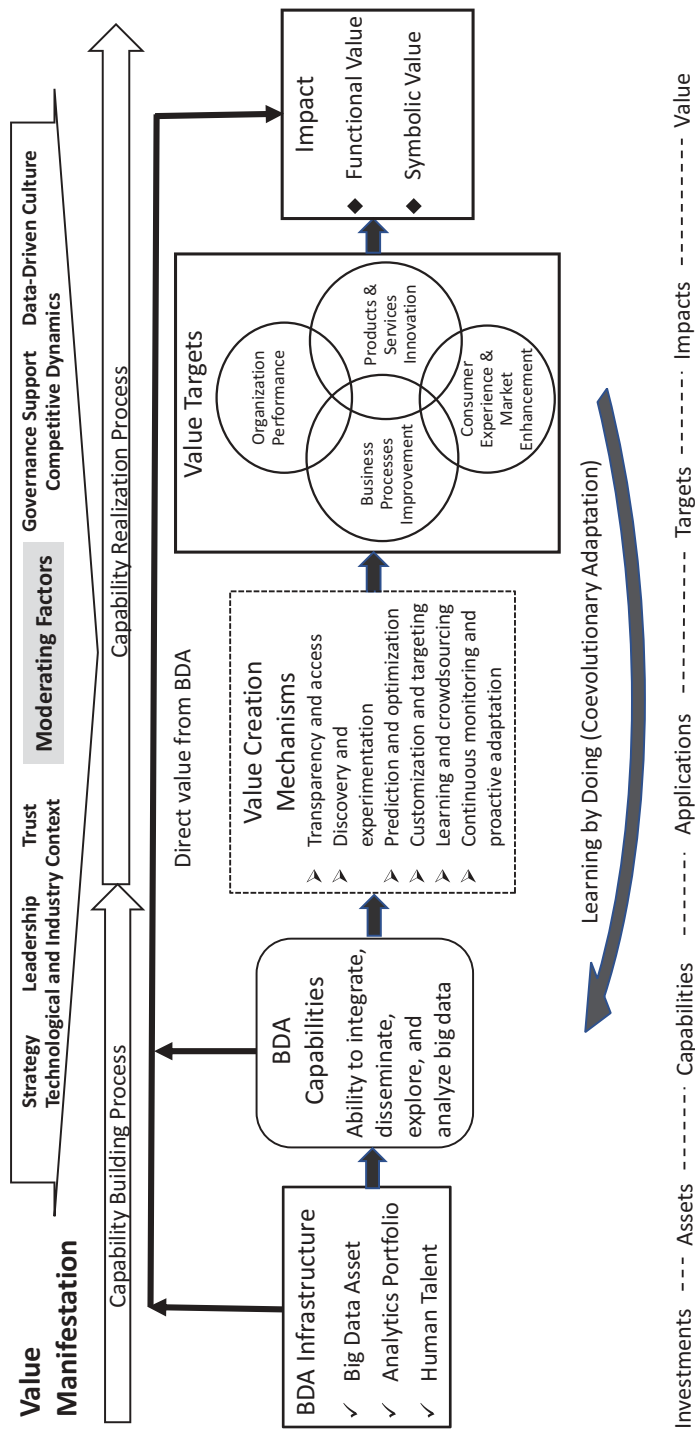 Value
Manifestation
Strategy Leadership Trust
Technological and Industry Context
Moderating Factors
Governance Support Data-Driven Culture
Competitive Dynamics
Capability Building Process
Capability Realization Process
Direct value from BDA
BDA Infrastructure
✓ Big Data Asset
✓ Analytics Portfolio
✓ Human Talent
BDA
Capabilities
Ability to integrate,
disseminate,
explore, and
analyze big data
Value Creation
Mechanisms
➢ Transparency and access
➢ Discovery and
experimentation
➢ Prediction and optimization
➢ Customization and targeting
➢ Learning and crowdsourcing
➢ Continuous monitoring and
proactive adaptation
Value Targets
Organization
Performance
Business
Processes
Improvement
Products &
Services
Innovation
Consumer
Experience &
Market
Enhancement
Impact
◆ Functional Value
◆ Symbolic Value
Learning by Doing (Coevolutionary Adaptation)
Investments --- Assets ------- Capabilities -------- Applications --------- Targets ------- Impacts --------- Value